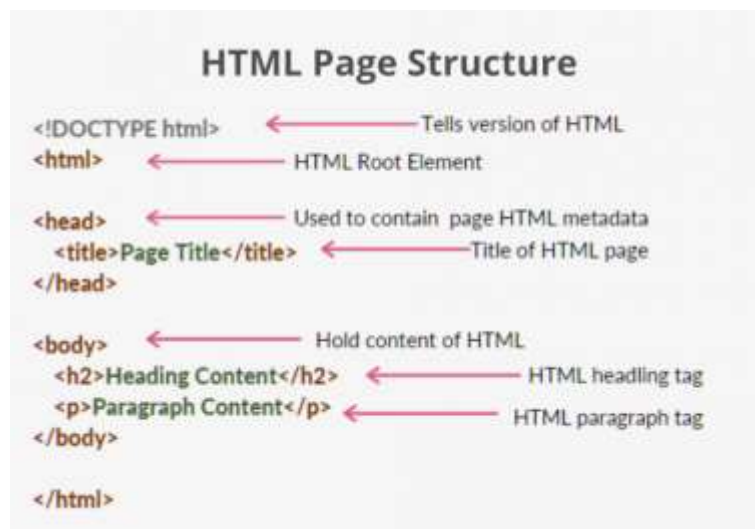 HTML Page Structure
<!DOCTYPE html> Tells version of HTML
<html> HTML Root Element
<head> Used to contain page HTML metadata
<title>Page Title</title> Title of HTML page
</head>
<body> Hold content of HTML
<h2>Heading Content</h2> HTML headling tag
<p>Paragraph Content</p> HTML paragraph tag
</body>
</html>